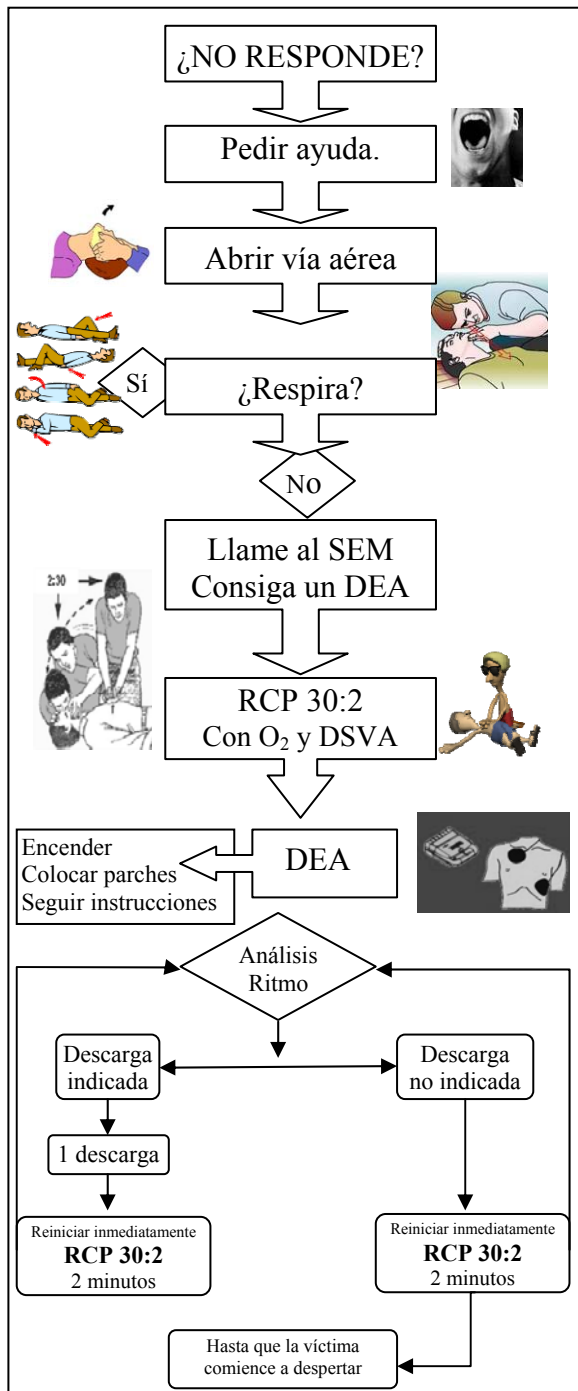 ¿NO RESPONDE?
Pedir ayuda.
Abrir vía aérea
Sí
¿Respira?
No
Llame al SEM
Consiga un DEA
2:30
RCP 30:2
Con O₂ y DSVA
Encender
Colocar parches
Seguir instrucciones
DEA
Análisis
Ritmo
Descarga
indicada
Descarga
no indicada
1 descarga
Reiniciar inmediatamente
RCP 30:2
2 minutos
Reiniciar inmediatamente
RCP 30:2
2 minutos
Hasta que la víctima
comience a despertar